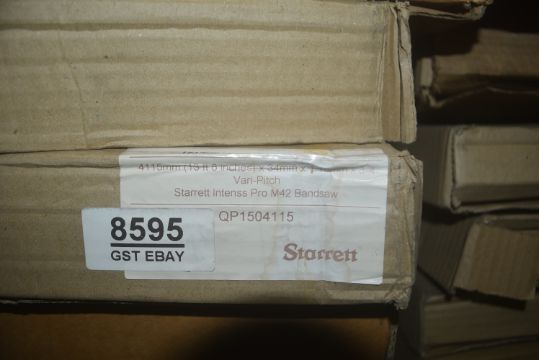 4115mm (13 ft 6 inches) x 34mm x
Vari-Pitch
Starrett Intenss Pro M42 Bandsaw
QP1504115
Starrett
8595
GST EBAY